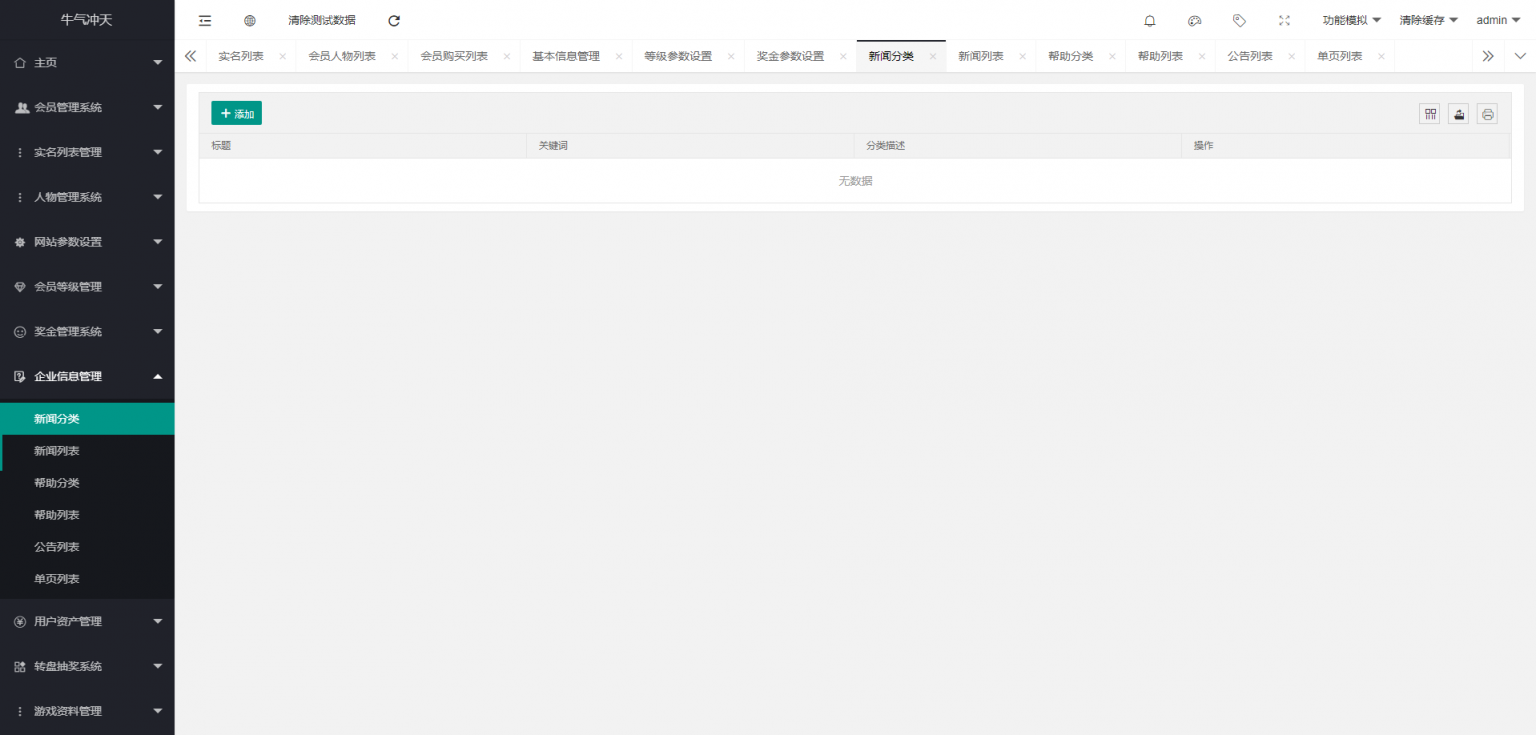 牛气冲天
清除测试数据
功能模拟
清除缓存
admin
主页
会员管理系统
实名列表管理
人物管理系统
网站参数设置
会员等级管理
奖金管理系统
企业信息管理
新闻分类
新闻列表
帮助分类
帮助列表
公告列表
单页列表
用户资产管理
转盘抽奖系统
游戏资料管理
实名列表 会员人物列表 会员购买列表 基本信息管理 等级参数设置 奖金参数设置 新闻分类 新闻列表 帮助分类 帮助列表 公告列表 单页列表
添加
标题 关键词 分类描述 操作
无数据